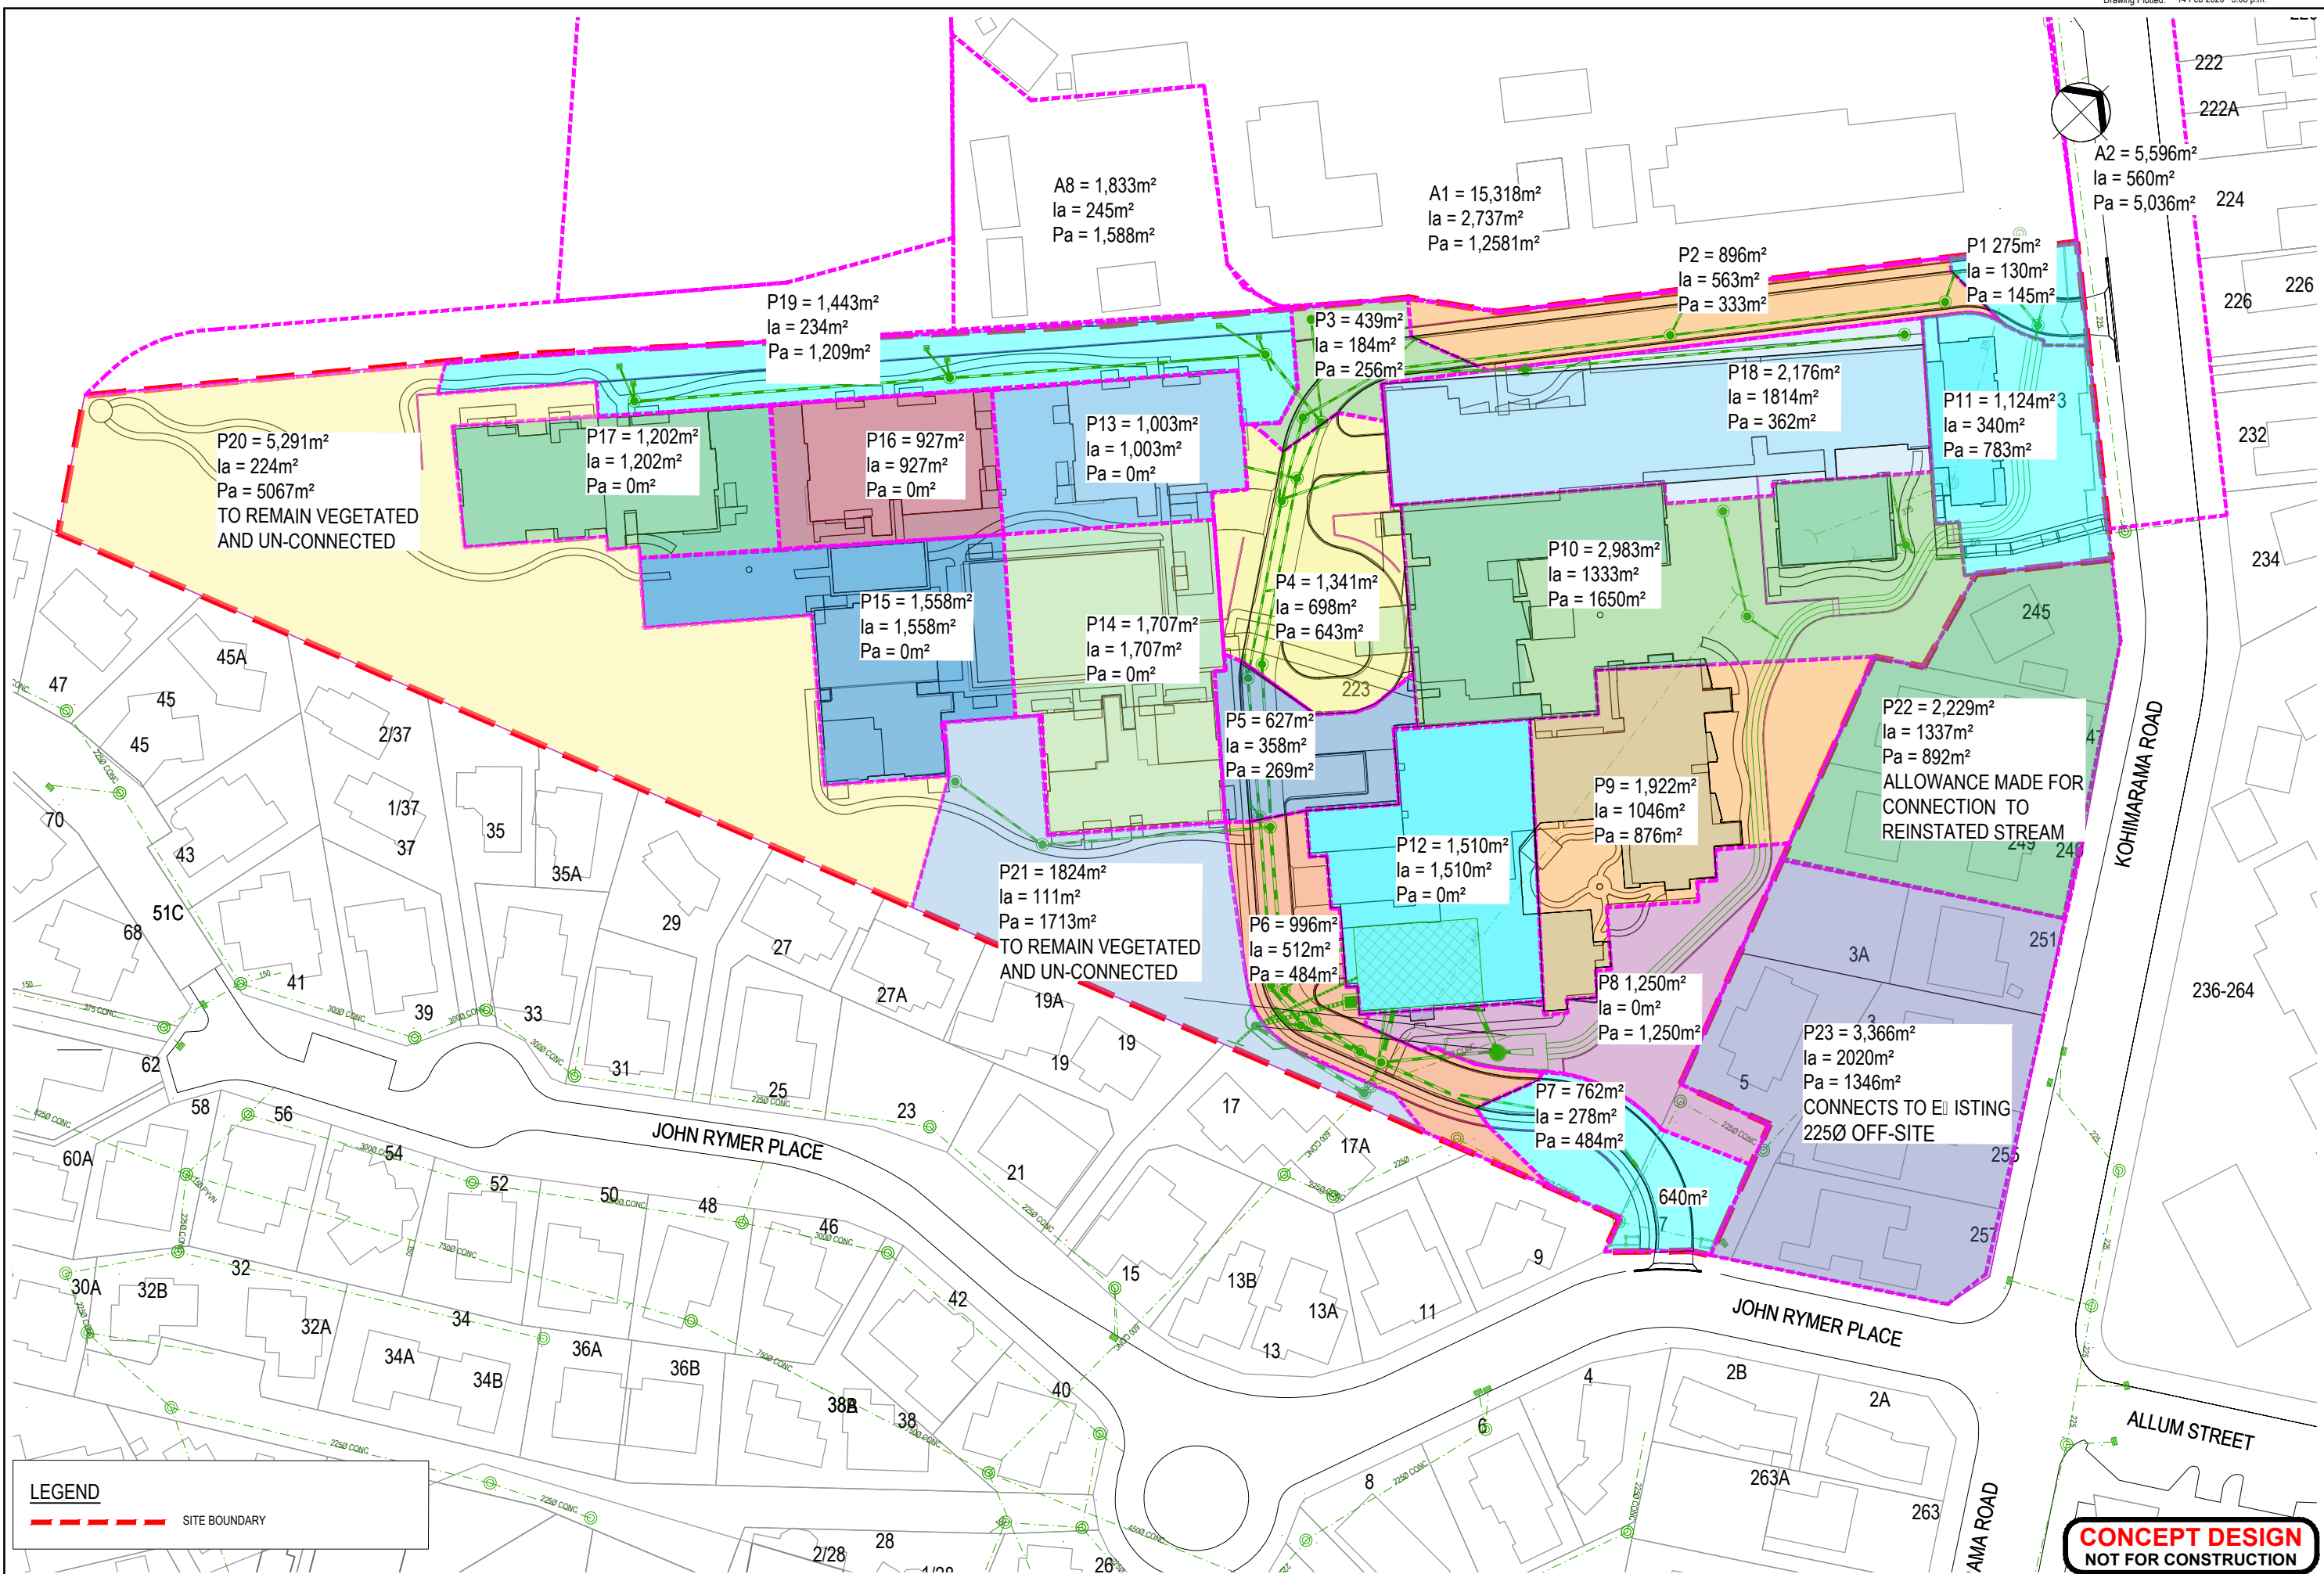 A8 = 1,833m²
Ia = 245m²
Pa = 1,588m²
A1 = 15,318m²
Ia = 2,737m²
Pa = 1,2581m²
A2 = 5,596m²
Ia = 560m²
Pa = 5,036m²
222
222A
224
226
226
232
234
236-264
P1 275m²
Ia = 130m²
Pa = 145m²
P2 = 896m²
Ia = 563m²
Pa = 333m²
P19 = 1,443m²
Ia = 234m²
Pa = 1,209m²
P3 = 439m²
Ia = 184m²
Pa = 256m²
P18 = 2,176m²
Ia = 1814m²
Pa = 362m²
P11 = 1,124m²
Ia = 340m²
Pa = 783m²
P20 = 5,291m²
Ia = 224m²
Pa = 5067m²
TO REMAIN VEGETATED
AND UN-CONNECTED
P17 = 1,202m²
Ia = 1,202m²
Pa = 0m²
P16 = 927m²
Ia = 927m²
Pa = 0m²
P13 = 1,003m²
Ia = 1,003m²
Pa = 0m²
P10 = 2,983m²
Ia = 1333m²
Pa = 1650m²
P4 = 1,341m²
Ia = 698m²
Pa = 643m²
223
P15 = 1,558m²
Ia = 1,558m²
Pa = 0m²
P14 = 1,707m²
Ia = 1,707m²
Pa = 0m²
245
P5 = 627m²
Ia = 358m²
Pa = 269m²
P22 = 2,229m²
Ia = 1337m²
Pa = 892m²
ALLOWANCE MADE FOR
CONNECTION TO
REINSTATED STREAM
249
P9 = 1,922m²
Ia = 1046m²
Pa = 876m²
P12 = 1,510m²
Ia = 1,510m²
Pa = 0m²
P21 = 1824m²
Ia = 111m²
Pa = 1713m²
TO REMAIN VEGETATED
AND UN-CONNECTED
P6 = 996m²
Ia = 512m²
Pa = 484m²
P8 1,250m²
Ia = 0m²
Pa = 1,250m²
251
3A
3
5
P23 = 3,366m²
Ia = 2020m²
Pa = 1346m²
CONNECTS TO E ISTING
225Ø OFF-SITE
255
257
P7 = 762m²
Ia = 278m²
Pa = 484m²
640m²
7
KOHIMARAMA ROAD
47
45
45
45A
2/37
1/37
37
35
35A
70
43
51C
68
41
39
33
29
27
27A
19A
19
19
31
25
23
62
58
56
60A
54
52
50
48
46
JOHN RYMER PLACE
21
17
17A
15
13B
13A
13
11
9
30A
32B
32
32A
34
34A
34B
36A
36B
42
40
38
JOHN RYMER PLACE
4
6
8
2B
2A
263A
263
ALLUM STREET
AMA ROAD
2/28
28
26
LEGEND
SITE BOUNDARY
CONCEPT DESIGN
NOT FOR CONSTRUCTION